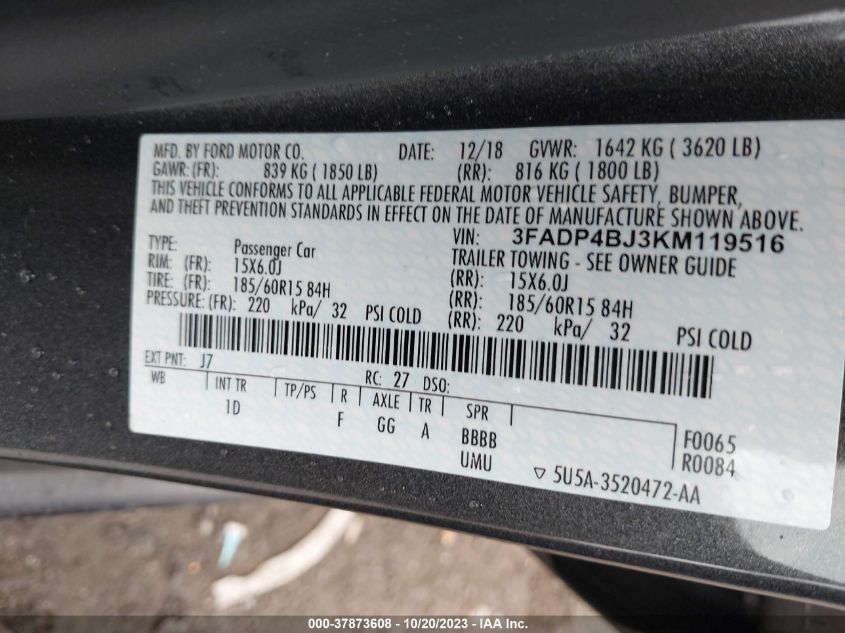 MFD. BY FORD MOTOR CO. DATE: 12/18 GVWR: 1642 KG ( 3620 LB)
GAWR: (FR): 839 KG ( 1850 LB) (RR): 816 KG ( 1800 LB)
THIS VEHICLE CONFORMS TO ALL APPLICABLE FEDERAL MOTOR VEHICLE SAFETY, BUMPER,
AND THEFT PREVENTION STANDARDS IN EFFECT ON THE DATE OF MANUFACTURE SHOWN ABOVE.
VIN: 3FADP4BJ3KM119516
TYPE: Passenger Car TRAILER TOWING - SEE OWNER GUIDE
RIM: (FR): 15X6.0J (RR): 15X6.0J
TIRE: (FR): 185/60R15 84H (RR): 185/60R15 84H
PRESSURE: (FR): 220 kPa/ 32 PSI COLD (RR): 220 kPa/ 32 PSI COLD
EXT PNT: J7 RC: 27 DSO:
WB INT TR TP/PS R AXLE TR SPR
1D F GG A BBBB F0065
UMU R0084
▽ 5U5A-3520472-AA
000-37873608 - 10/20/2023 - IAA Inc.